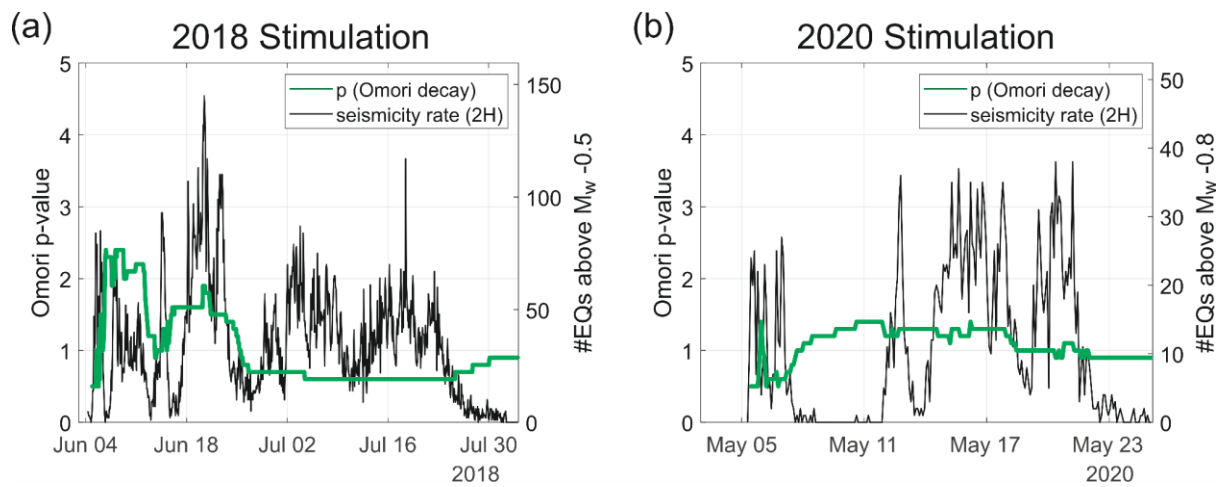 (a)
2018 Stimulation
Omori p-value
5
4
3
2
1
0
p (Omori decay)
seismicity rate (2H)
150
100
50
0
#EQs above Mw -0.5
Jun 04 Jun 18 Jul 02 Jul 16 Jul 30
2018
(b)
2020 Stimulation
Omori p-value
5
4
3
2
1
0
p (Omori decay)
seismicity rate (2H)
50
40
30
20
10
0
#EQs above Mw -0.8
May 05 May 11 May 17 May 23
2020